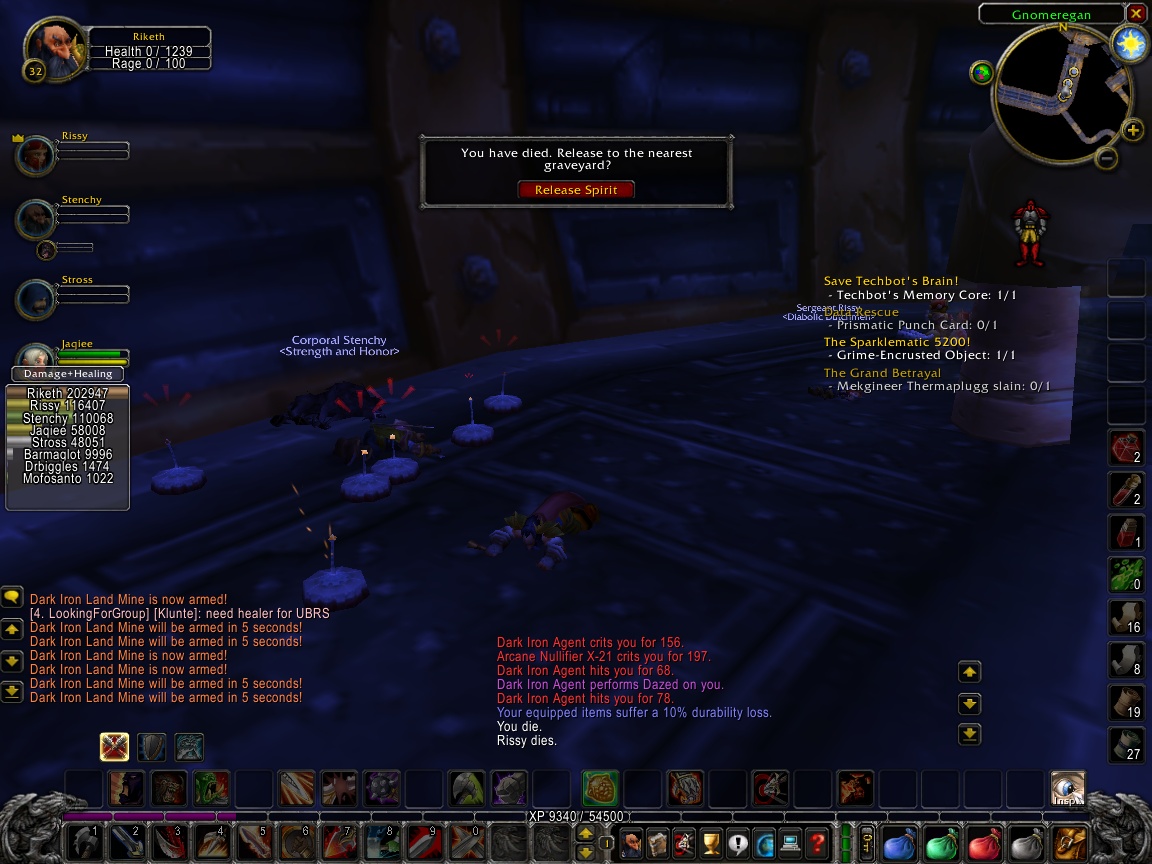 Riketh
Health 0 / 1239
Rage 0 / 100
32
Gnomeregan
N
Rissy
Stenchy
Stross
Jaqiee
You have died. Release to the nearest
graveyard?
Release Spirit
Save Techbot's Brain!
- Techbot's Memory Core: 1/1
Data Rescue
- Prismatic Punch Card: 0/1
The Sparklematic 5200!
- Grime-Encrusted Object: 1/1
The Grand Betrayal
- Mekgineer Thermaplugg slain: 0/1
Sergeant Rissy
Corporal Stenchy
<Strength and Honor>
Damage+Healing
Riketh 202947
Rissy 116407
Stenchy 110068
Jaqiee 58008
Stross 48051
Barmaglot 9996
Drbiggles 1474
Mofosanto 1022
Dark Iron Land Mine is now armed!
[4. LookingForGroup] [Klunte]: need healer for UBRS
Dark Iron Land Mine will be armed in 5 seconds!
Dark Iron Land Mine will be armed in 5 seconds!
Dark Iron Land Mine is now armed!
Dark Iron Land Mine is now armed!
Dark Iron Land Mine will be armed in 5 seconds!
Dark Iron Land Mine will be armed in 5 seconds!
Dark Iron Agent crits you for 156.
Arcane Nullifier X-21 crits you for 197.
Dark Iron Agent hits you for 68.
Dark Iron Agent performs Dazed on you.
Dark Iron Agent hits you for 78.
Your equipped items suffer a 10% durability loss.
You die.
Rissy dies.
2
2
1
0
16
8
19
27
XP 9340 / 54500
1 2 3 4 5 6 7 8 9 0
1